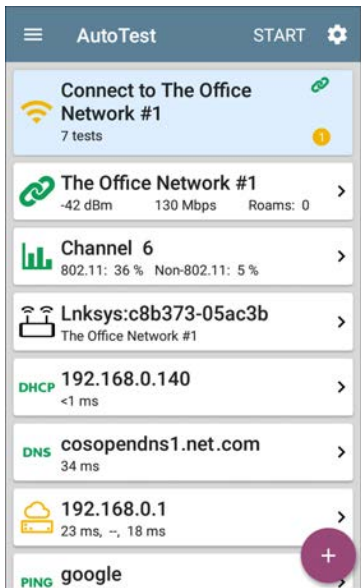 AutoTest START
Connect to The Office
Network #1
7 tests
1
The Office Network #1
-42 dBm 130 Mbps Roams: 0
Channel 6
802.11: 36 % Non-802.11: 5 %
Lnksys:c8b373-05ac3b
The Office Network #1
DHCP 192.168.0.140
<1 ms
DNS cosopendns1.net.com
34 ms
192.168.0.1
23 ms, --, 18 ms
PING google